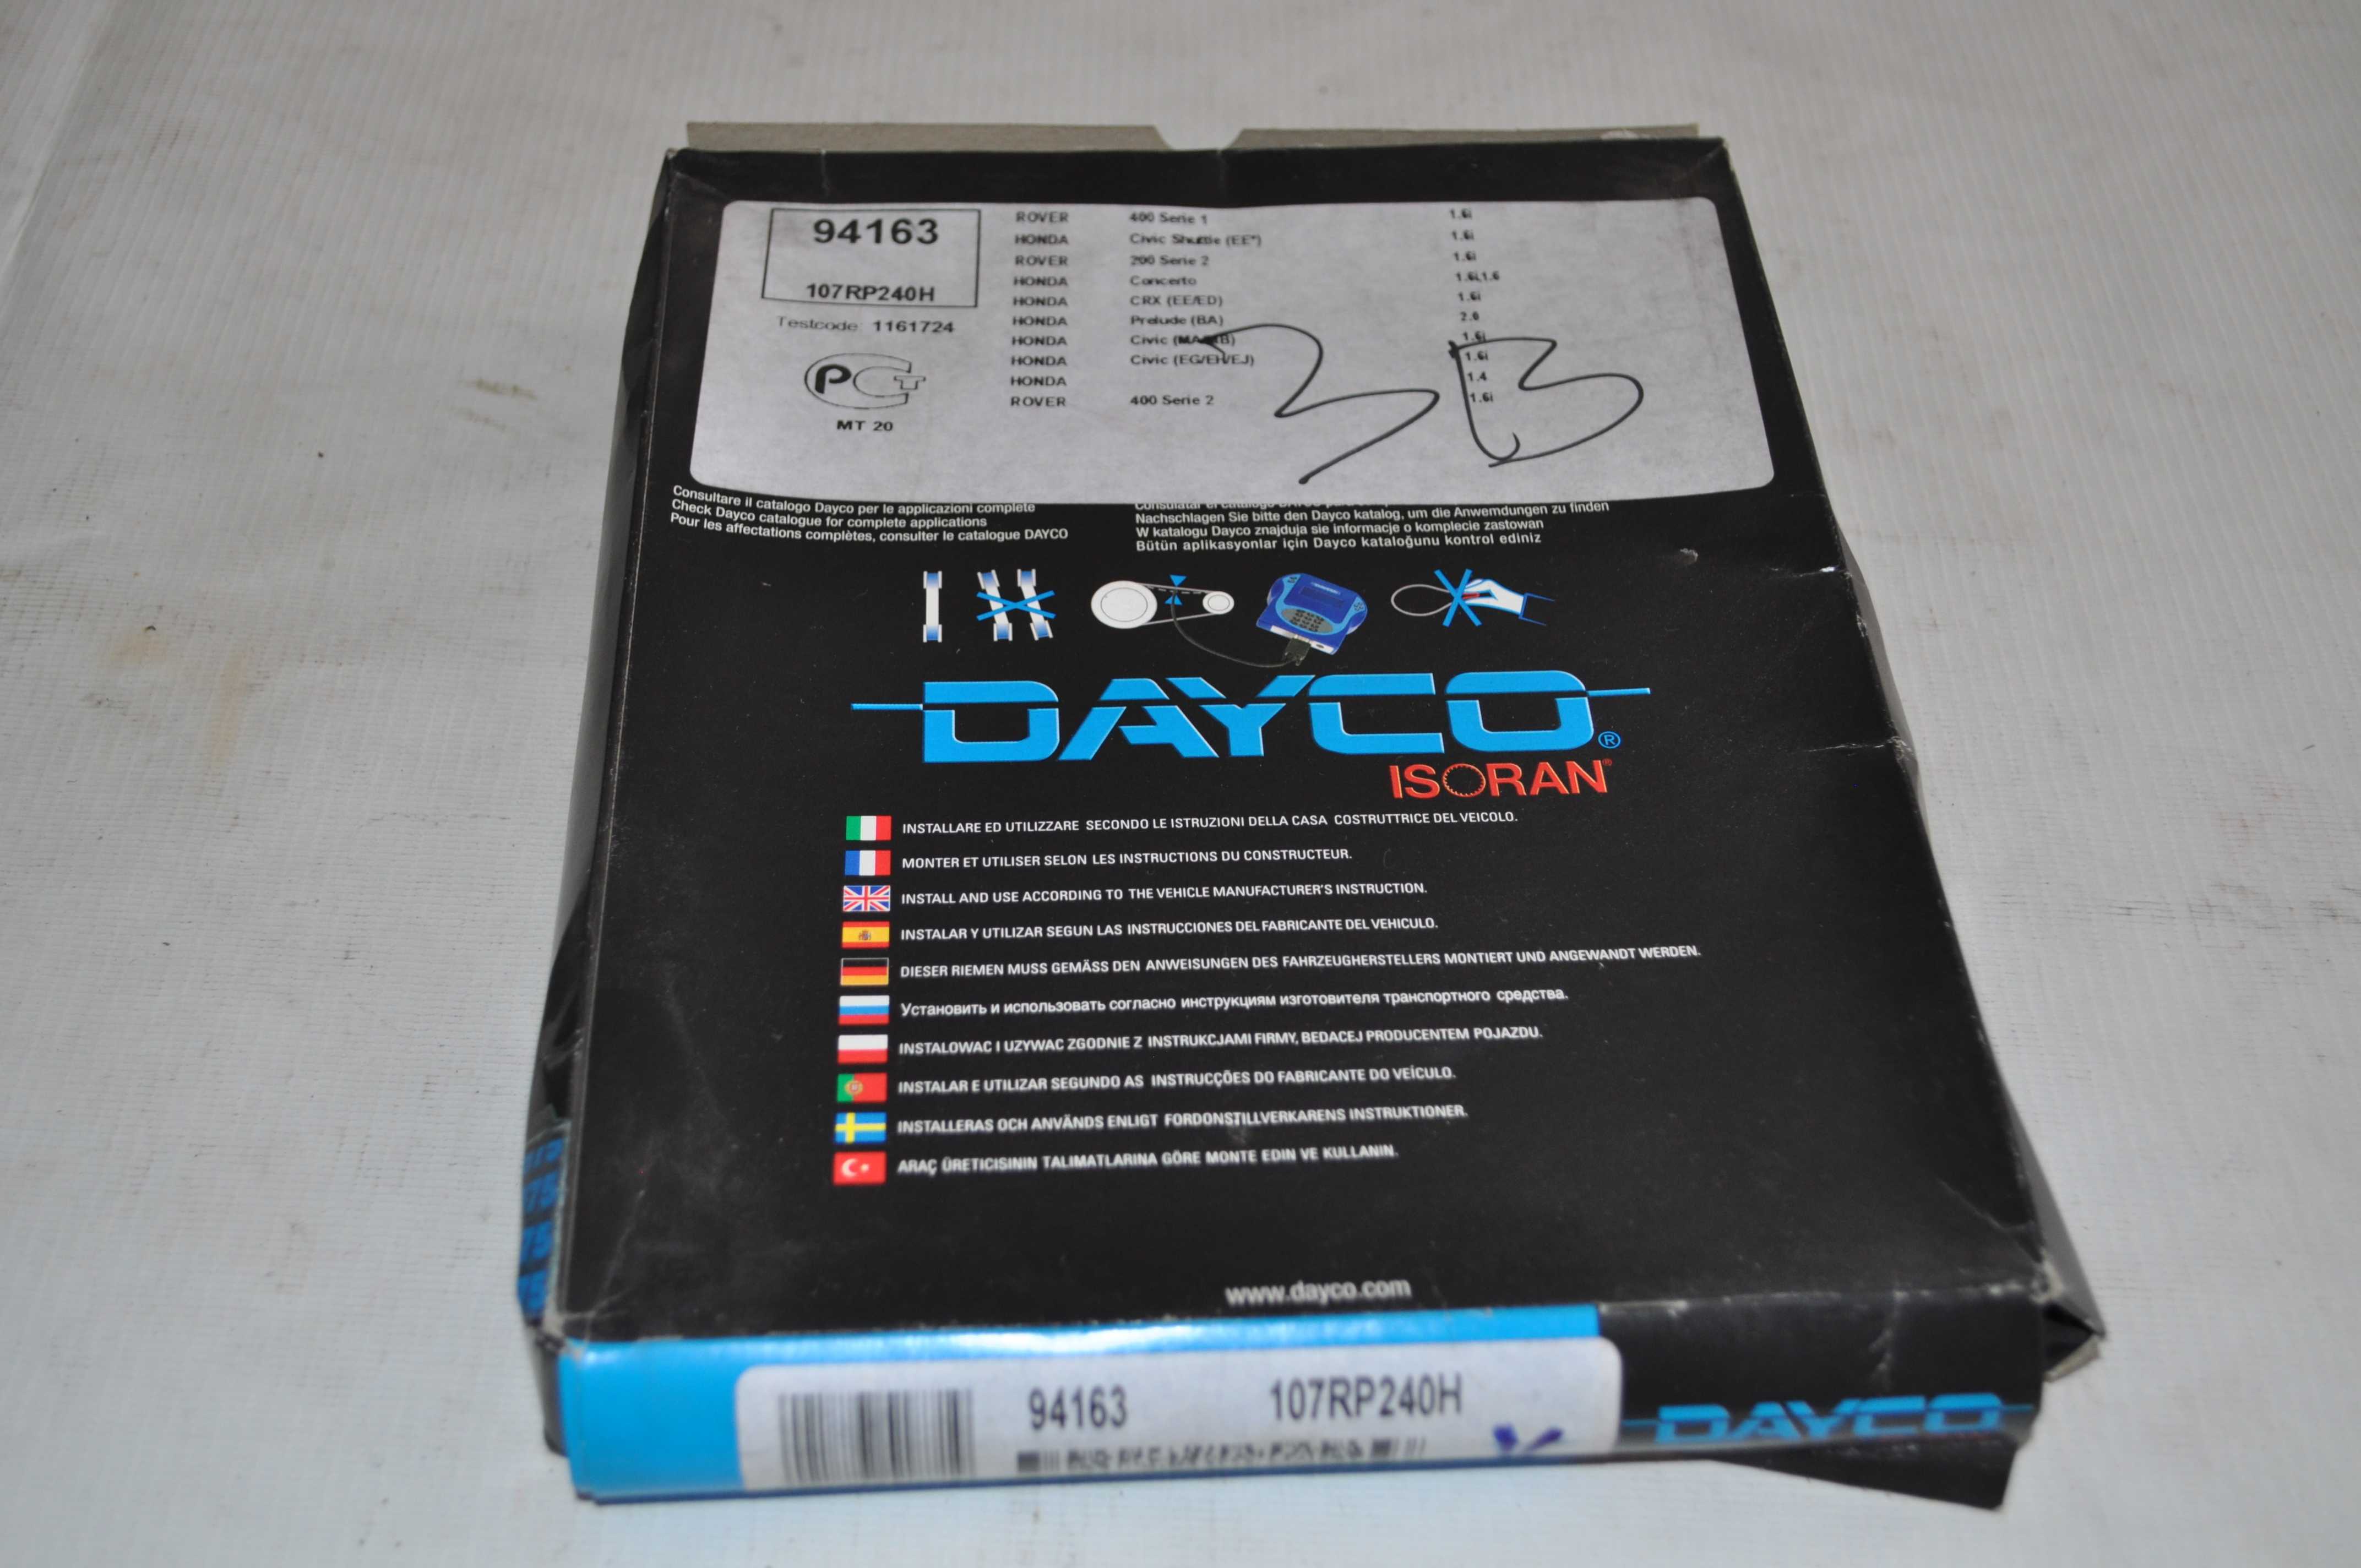 94163
107RP240H
Testcode 1161724
PCT
MT 20
ROVER 400 Serie 1 1.6i
HONDA Civic Shuttle (EE*) 1.6i
ROVER 200 Serie 2 1.6i
HONDA Concerto 1.6i,1.6
HONDA CRX (EE/ED) 1.6i
HONDA Prelude (BA) 2.0
HONDA Civic 1.6i
HONDA Civic (EG/EH/EJ) 1.6i
HONDA 1.4
ROVER 400 Serie 2 1.6i
Consultare il catalogo Dayco per le applicazioni complete
Check Dayco catalogue for complete applications
Pour les affectations complètes, consulter le catalogue DAYCO
Nachschlagen Sie bitte den Dayco katalog, um die Anwemdungen zu finden
W katalogu Dayco znajduja sie informacje o komplecie zastowan
Bütün aplikasyonlar için Dayco kataloğunu kontrol ediniz
DAYCO®
ISORAN®
INSTALLARE ED UTILIZZARE SECONDO LE ISTRUZIONI DELLA CASA COSTRUTTRICE DEL VEICOLO.
MONTER ET UTILISER SELON LES INSTRUCTIONS DU CONSTRUCTEUR.
INSTALL AND USE ACCORDING TO THE VEHICLE MANUFACTURER'S INSTRUCTION.
INSTALAR Y UTILIZAR SEGUN LAS INSTRUCCIONES DEL FABRICANTE DEL VEHICULO.
DIESER RIEMEN MUSS GEMÄSS DEN ANWEISUNGEN DES FAHRZEUGHERSTELLERS MONTIERT UND ANGEWANDT WERDEN.
Установить и использовать согласно инструкциям изготовителя транспортного средства.
INSTALOWAC I UZYWAC ZGODNIE Z INSTRUKCJAMI FIRMY, BEDACEJ PRODUCENTEM POJAZDU.
INSTALAR E UTILIZAR SEGUNDO AS INSTRUCÇÕES DO FABRICANTE DO VEÍCULO.
INSTALLERAS OCH ANVÄNDS ENLIGT FORDONSTILLVERKARENS INSTRUKTIONER.
ARAÇ ÜRETICISININ TALIMATLARINA GÖRE MONTE EDIN VE KULLANIN.
www.dayco.com
94163 107RP240H
DAYCO